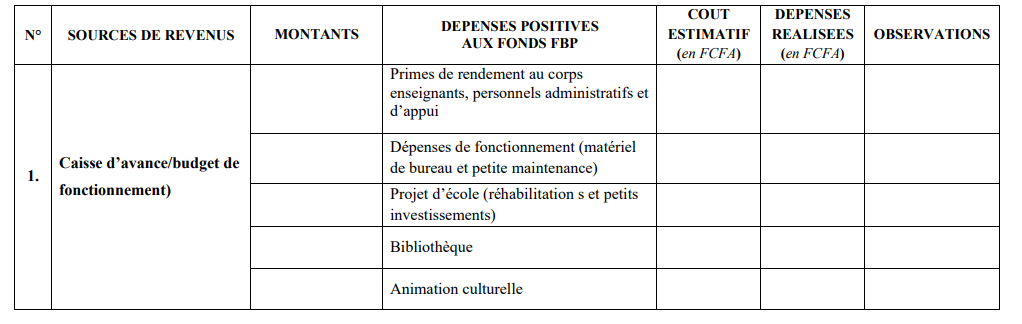 N°
SOURCES DE REVENUS
MONTANTS
DEPENSES POSITIVES
AUX FONDS FBP
COUT
ESTIMATIF
(en FCFA)
DEPENSES
REALISEES
(en FCFA)
OBSERVATIONS
1.
Caisse d’avance/budget de
fonctionnement)
Primes de rendement au corps
enseignants, personnels administratifs et
d’appui
Dépenses de fonctionnement (matériel
de bureau et petite maintenance)
Projet d’école (réhabilitation s et petits
investissements)
Bibliothèque
Animation culturelle